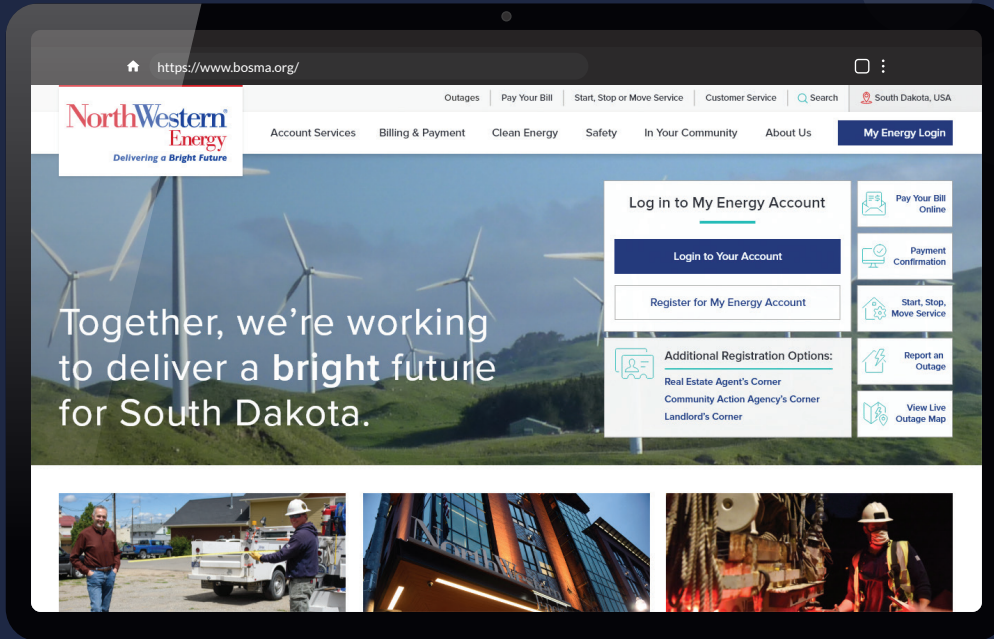 https://www.bosma.org/
Outages
Pay Your Bill
Start, Stop or Move Service
Customer Service
Search
South Dakota, USA
NorthWestern®
Energy
Delivering a Bright Future
Account Services
Billing & Payment
Clean Energy
Safety
In Your Community
About Us
My Energy Login
Together, we're working
to deliver a bright future
for South Dakota.
Log in to My Energy Account
Login to Your Account
Register for My Energy Account
Additional Registration Options:
Real Estate Agent's Corner
Community Action Agency's Corner
Landlord's Corner
Pay Your Bill
Online
Payment
Confirmation
Start, Stop,
Move Service
Report an
Outage
View Live
Outage Map